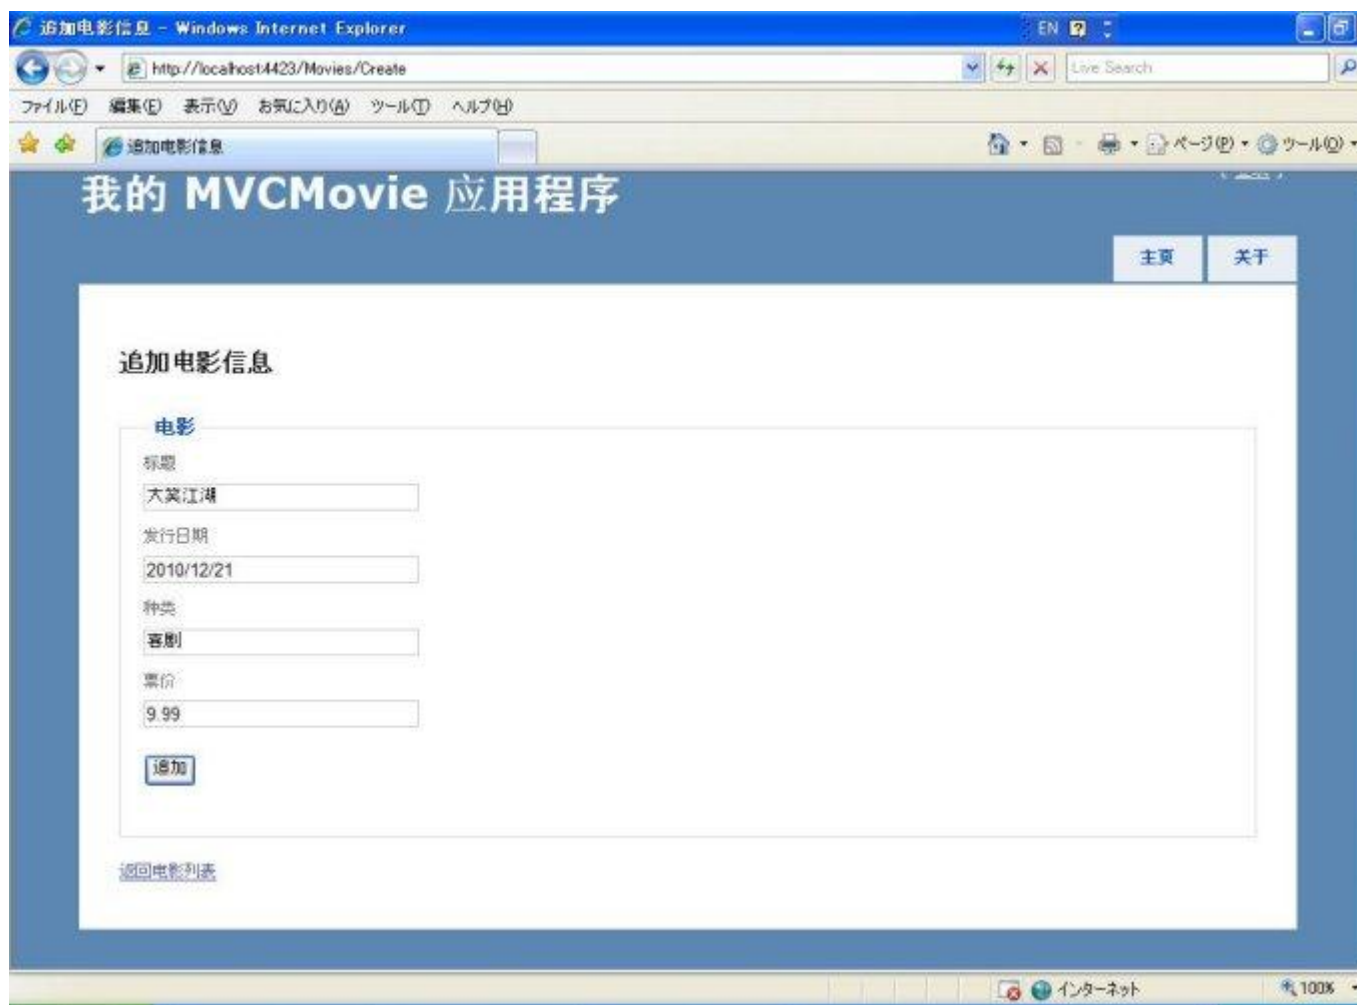 追加电影信息 - Windows Internet Explorer
EN
http://localhost:4423/Movies/Create
Live Search
ファイル(F) 編集(E) 表示(V) お気に入り(A) ツール(T) ヘルプ(H)
追加电影信息
ページ(P) ツール(O)
我的 MVCMovie 应用程序
主页 关于
追加电影信息
电影
标题
大笑江湖
发行日期
2010/12/21
种类
喜剧
票价
9.99
追加
返回电影列表
インターネット
100%